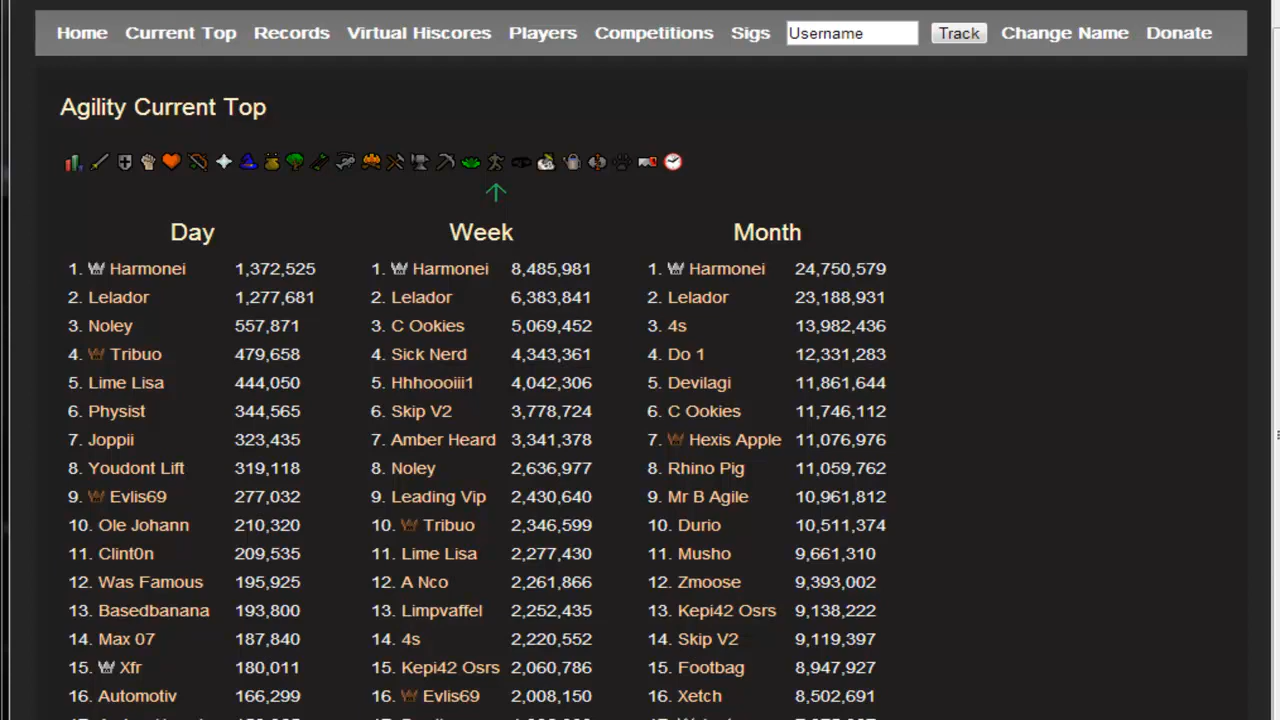 Home Current Top Records Virtual Hiscores Players Competitions Sigs Username Track Change Name Donate
Agility Current Top
Day Week Month
1. Harmonei 1,372,525 1. Harmonei 8,485,981 1. Harmonei 24,750,579
2. Lelador 1,277,681 2. Lelador 6,383,841 2. Lelador 23,188,931
3. Noley 557,871 3. C Ookies 5,069,452 3. 4s 13,982,436
4. Tribuo 479,658 4. Sick Nerd 4,343,361 4. Do 1 12,331,283
5. Lime Lisa 444,050 5. Hhhoooiii1 4,042,306 5. Devilagi 11,861,644
6. Physist 344,565 6. Skip V2 3,778,724 6. C Ookies 11,746,112
7. Joppii 323,435 7. Amber Heard 3,341,378 7. Hexis Apple 11,076,976
8. Youdont Lift 319,118 8. Noley 2,636,977 8. Rhino Pig 11,059,762
9. Evlis69 277,032 9. Leading Vip 2,430,640 9. Mr B Agile 10,961,812
10. Ole Johann 210,320 10. Tribuo 2,346,599 10. Durio 10,511,374
11. Clint0n 209,535 11. Lime Lisa 2,277,430 11. Musho 9,661,310
12. Was Famous 195,925 12. A Nco 2,261,866 12. Zmoose 9,393,002
13. Basedbanana 193,800 13. Limpvaffel 2,252,435 13. Kepi42 Osrs 9,138,222
14. Max 07 187,840 14. 4s 2,220,552 14. Skip V2 9,119,397
15. Xfr 180,011 15. Kepi42 Osrs 2,060,786 15. Footbag 8,947,927
16. Automotiv 166,299 16. Evlis69 2,008,150 16. Xetch 8,502,691